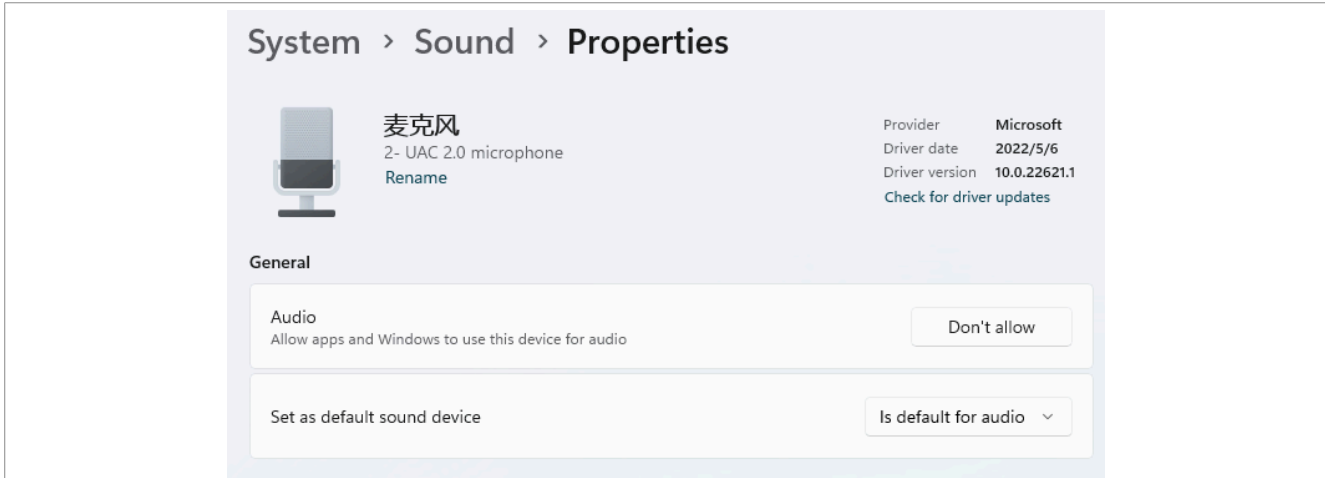 System > Sound > Properties
麦克风
2- UAC 2.0 microphone
Rename
Provider Microsoft
Driver date 2022/5/6
Driver version 10.0.22621.1
Check for driver updates
General
Audio
Allow apps and Windows to use this device for audio
Don't allow
Set as default sound device
Is default for audio